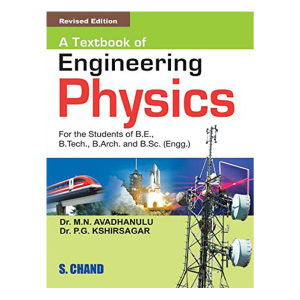 Revised Edition
A Textbook of
Engineering
Physics
For the Students of B.E.,
B.Tech., B.Arch. and B.Sc. (Engg.)
Dr. M.N. AVADHANULU
Dr. P.G. KSHIRSAGAR
S. CHAND